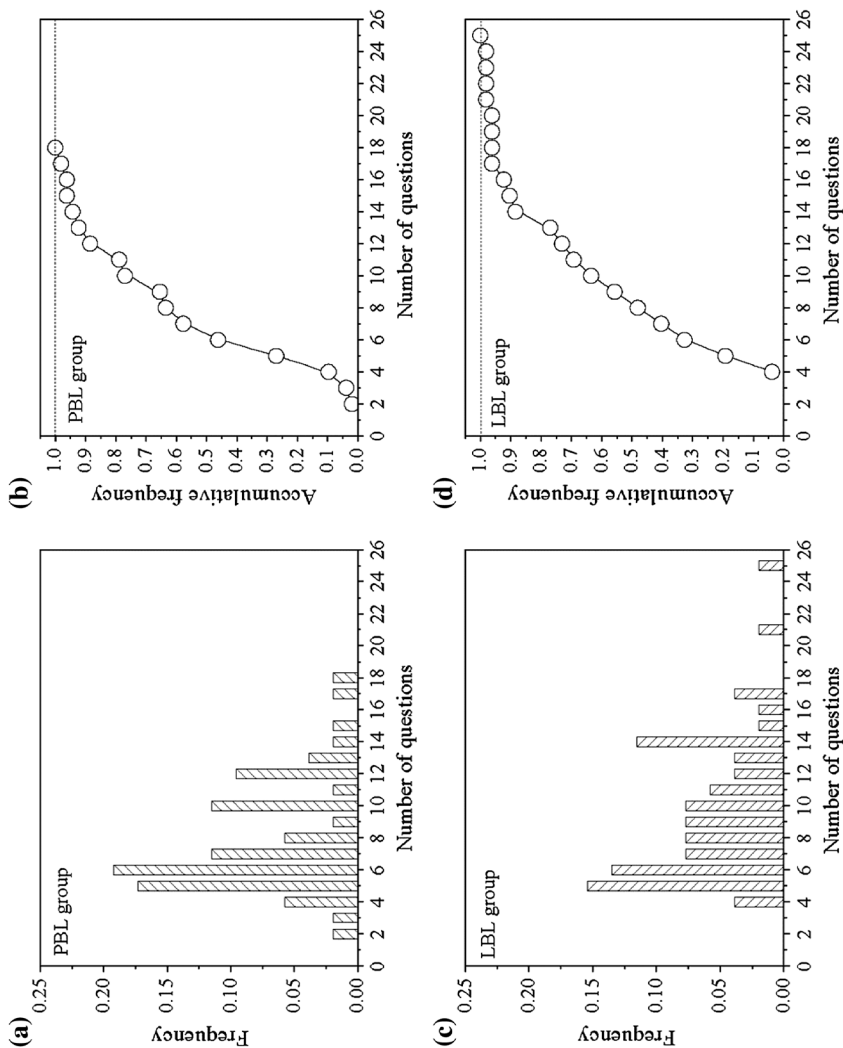 (a)
PBL group
0.25
0.20
0.15
0.10
0.05
0.00
Frequency
0 2 4 6 8 10 12 14 16 18 20 22 24 26
Number of questions
(b)
PBL group
1.0
0.9
0.8
0.7
0.6
0.5
0.4
0.3
0.2
0.1
0.0
Accumulative frequency
0 2 4 6 8 10 12 14 16 18 20 22 24 26
Number of questions
(c)
LBL group
0.25
0.20
0.15
0.10
0.05
0.00
Frequency
0 2 4 6 8 10 12 14 16 18 20 22 24 26
Number of questions
(d)
LBL group
1.0
0.9
0.8
0.7
0.6
0.5
0.4
0.3
0.2
0.1
0.0
Accumulative frequency
0 2 4 6 8 10 12 14 16 18 20 22 24 26
Number of questions